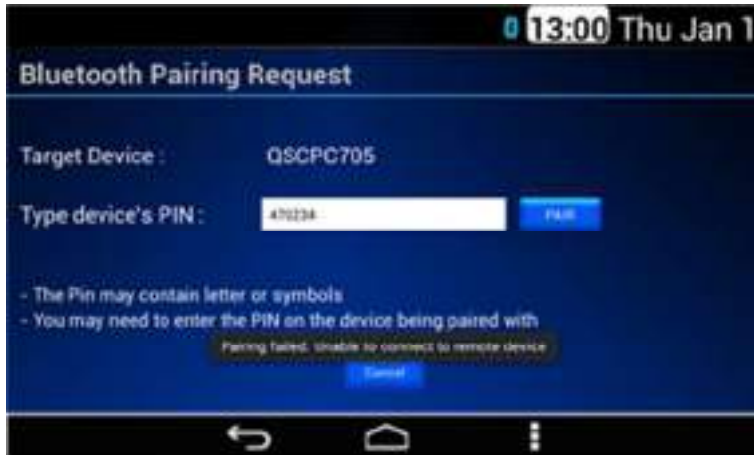 13:00 Thu Jan 1
Bluetooth Pairing Request
Target Device : QSCPC705
Type device's PIN : 470234 PAIR
- The Pin may contain letter or symbols
- You may need to enter the PIN on the device being paired with
Pairing failed. Unable to connect to remote device
Cancel